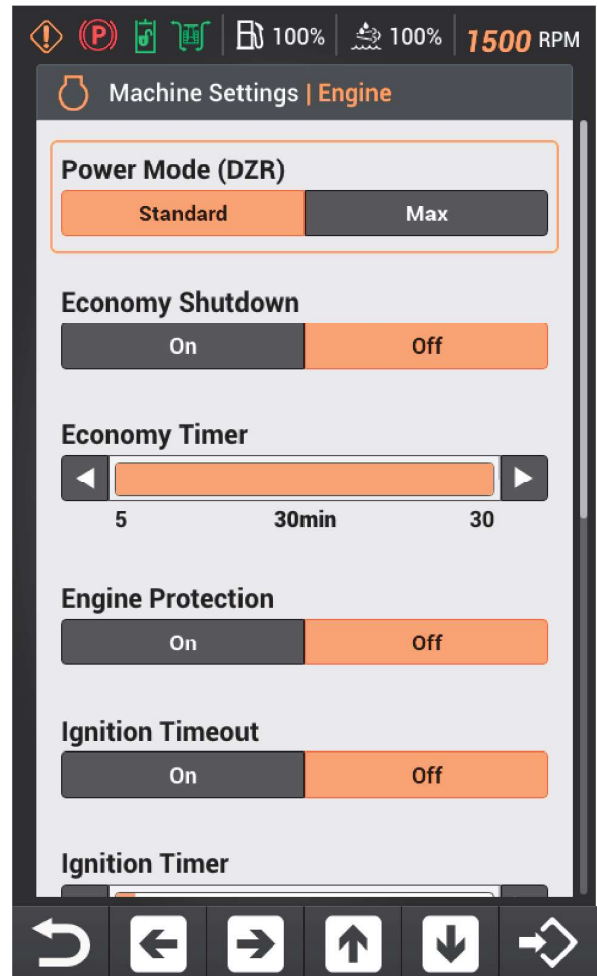 (P) 100% 100% 1500 RPM
Machine Settings | Engine
Power Mode (DZR)
Standard Max
Economy Shutdown
On Off
Economy Timer
5 30min 30
Engine Protection
On Off
Ignition Timeout
On Off
Ignition Timer